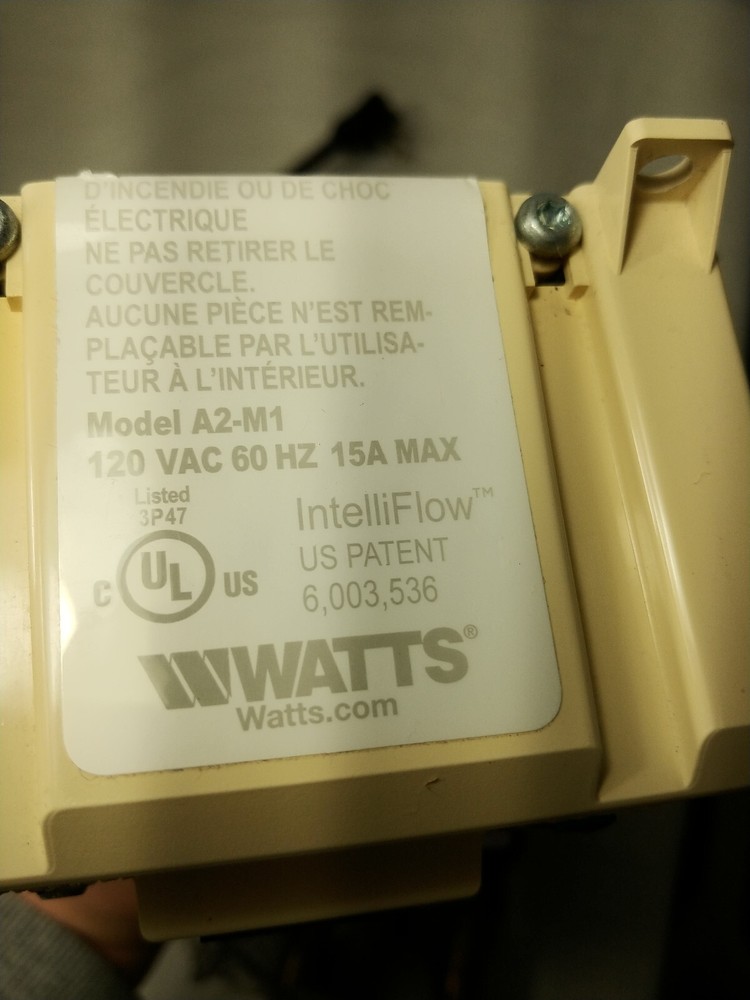 D'INCENDIE OU DE CHOC
ÉLECTRIQUE
NE PAS RETIRER LE
COUVERCLE.
AUCUNE PIÈCE N'EST REM-
PLAÇABLE PAR L'UTILISA-
TEUR À L'INTÉRIEUR.
Model A2-M1
120 VAC 60 HZ 15A MAX
Listed
3P47
C UL US
IntelliFlow™
US PATENT
6,003,536
WATTS®
Watts.com